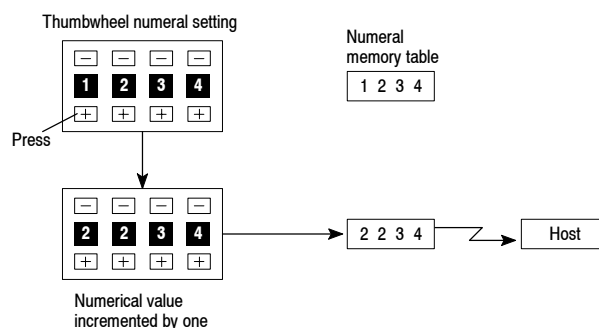 Thumbwheel numeral setting
Numeral
memory table
− − − −
1 2 3 4
1 2 3 4
+ + + +
Press
− − − −
2 2 3 4
2 2 3 4
Host
+ + + +
Numerical value
incremented by one